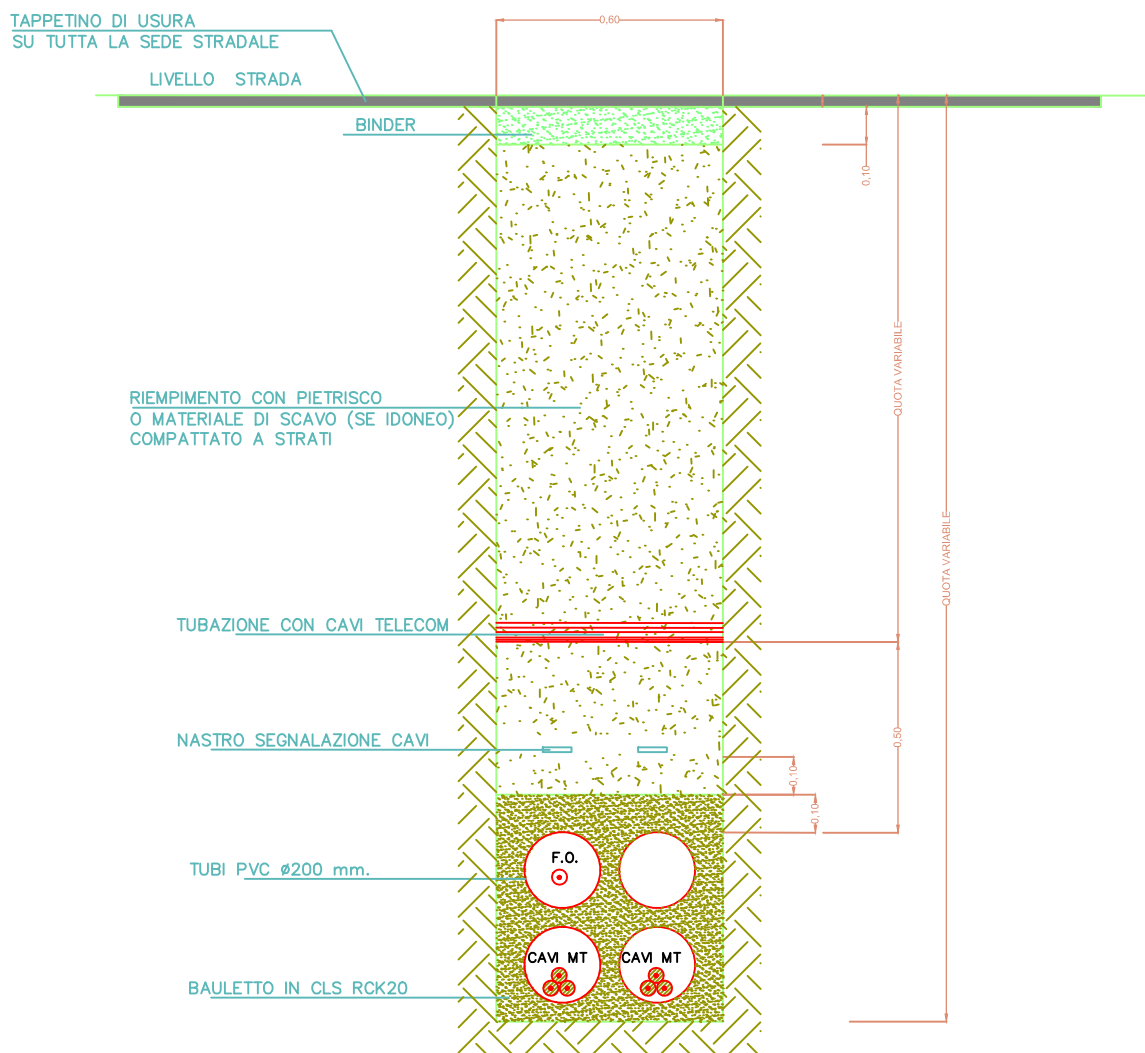 TAPPETINO DI USURA
SU TUTTA LA SEDE STRADALE
0,60
LIVELLO STRADA
BINDER
0,10
QUOTA VARIABILE
RIEMPIMENTO CON PIETRISCO
O MATERIALE DI SCAVO (SE IDONEO)
COMPATTATO A STRATI
QUOTA VARIABILE
TUBAZIONE CON CAVI TELECOM
NASTRO SEGNALAZIONE CAVI
0,50
0,10
0,10
F.O.
TUBI PVC ø200 mm.
CAVI MT
CAVI MT
BAULETTO IN CLS RCK20